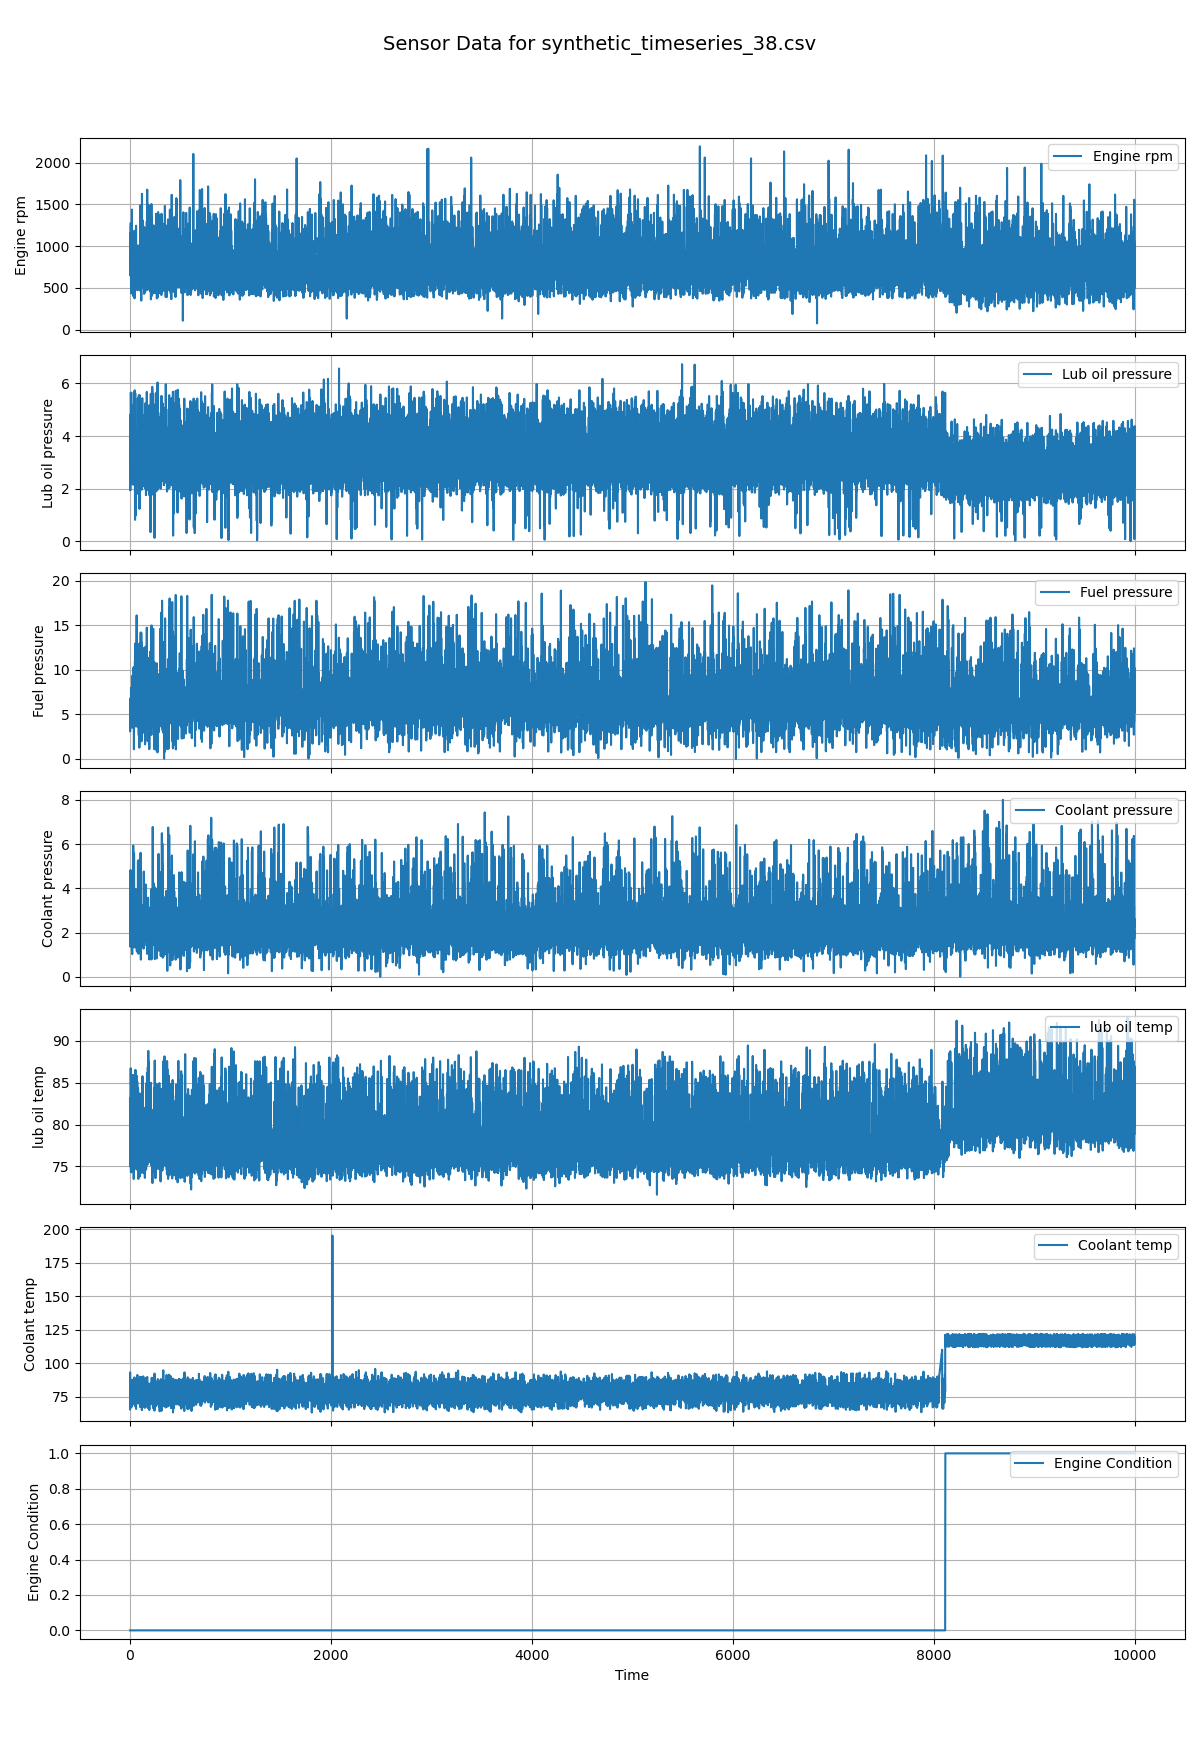 Sensor Data for synthetic_timeseries_38.csv
Engine rpm
2000
1500
1000
500
0
Engine rpm
Lub oil pressure
6
4
2
0
Lub oil pressure
Fuel pressure
20
15
10
5
0
Fuel pressure
Coolant pressure
8
6
4
2
0
Coolant pressure
lub oil temp
90
85
80
75
lub oil temp
Coolant temp
200
175
150
125
100
75
Coolant temp
Engine Condition
1.0
0.8
0.6
0.4
0.2
0.0
Engine Condition
0 2000 4000 6000 8000 10000
Time